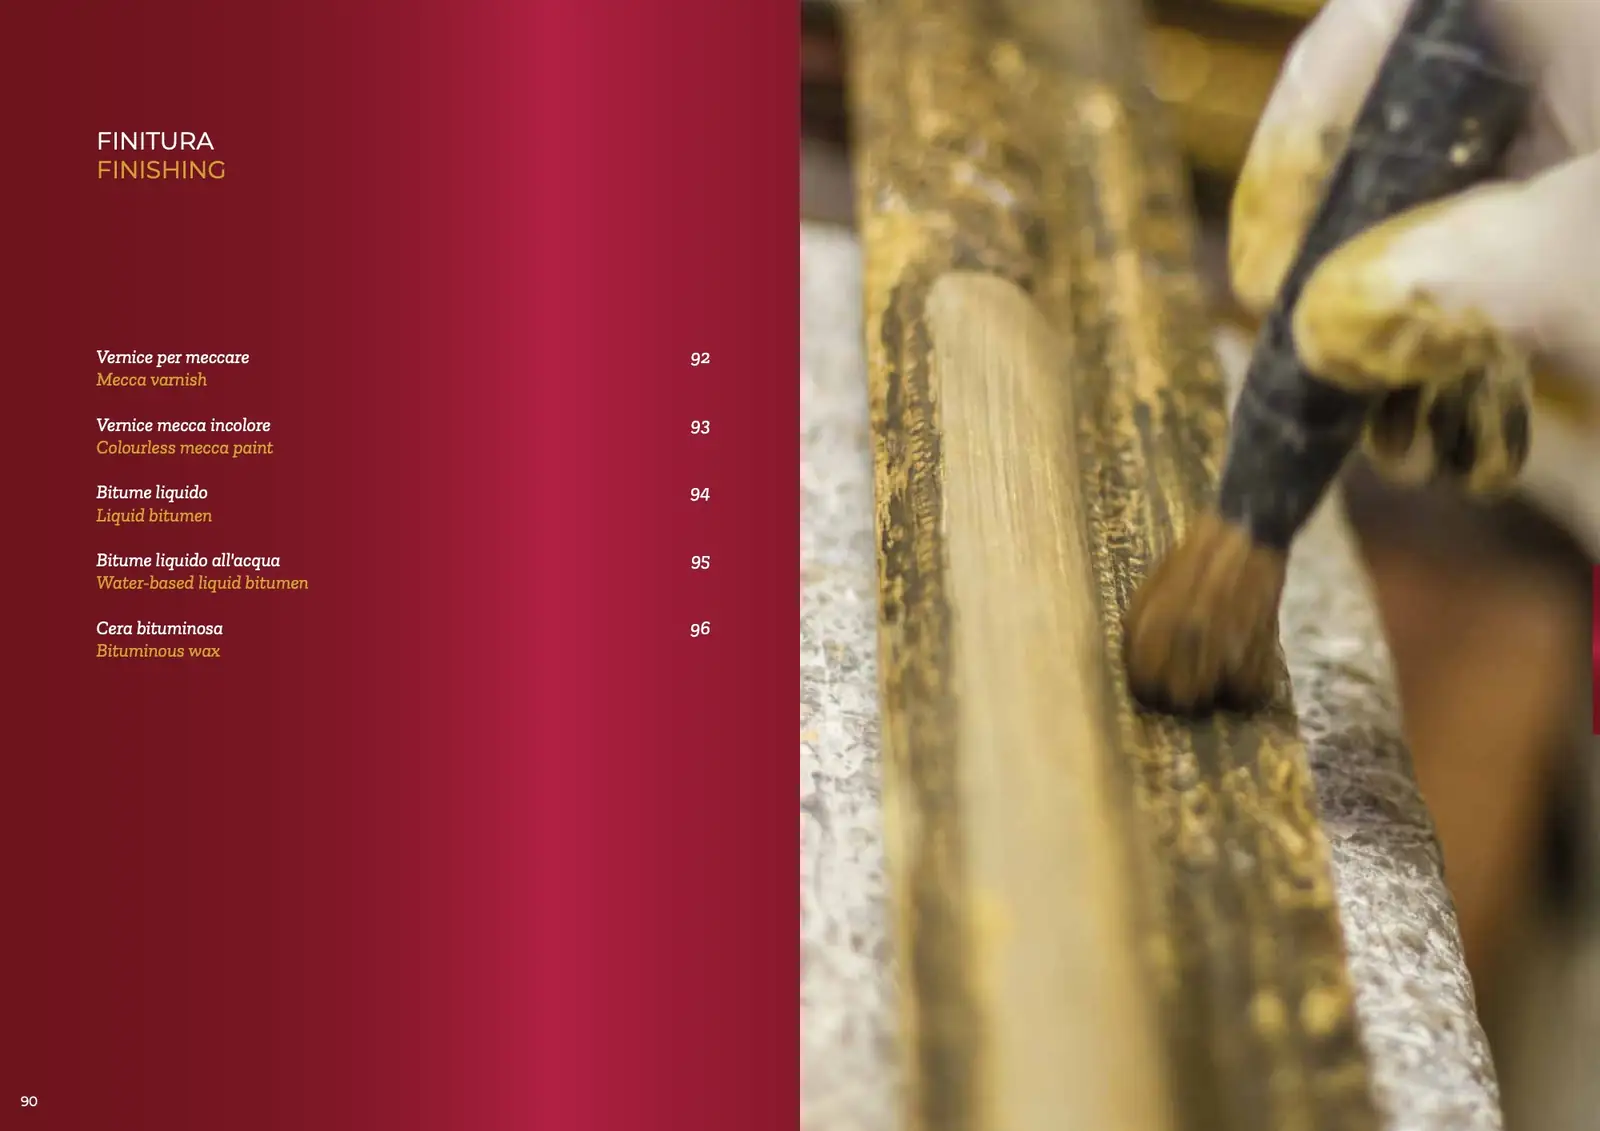 FINITURA
FINISHING
Vernice per meccare 92
Mecca varnish
Vernice mecca incolore 93
Colourless mecca paint
Bitume liquido 94
Liquid bitumen
Bitume liquido all'acqua 95
Water-based liquid bitumen
Cera bituminosa 96
Bituminous wax
90